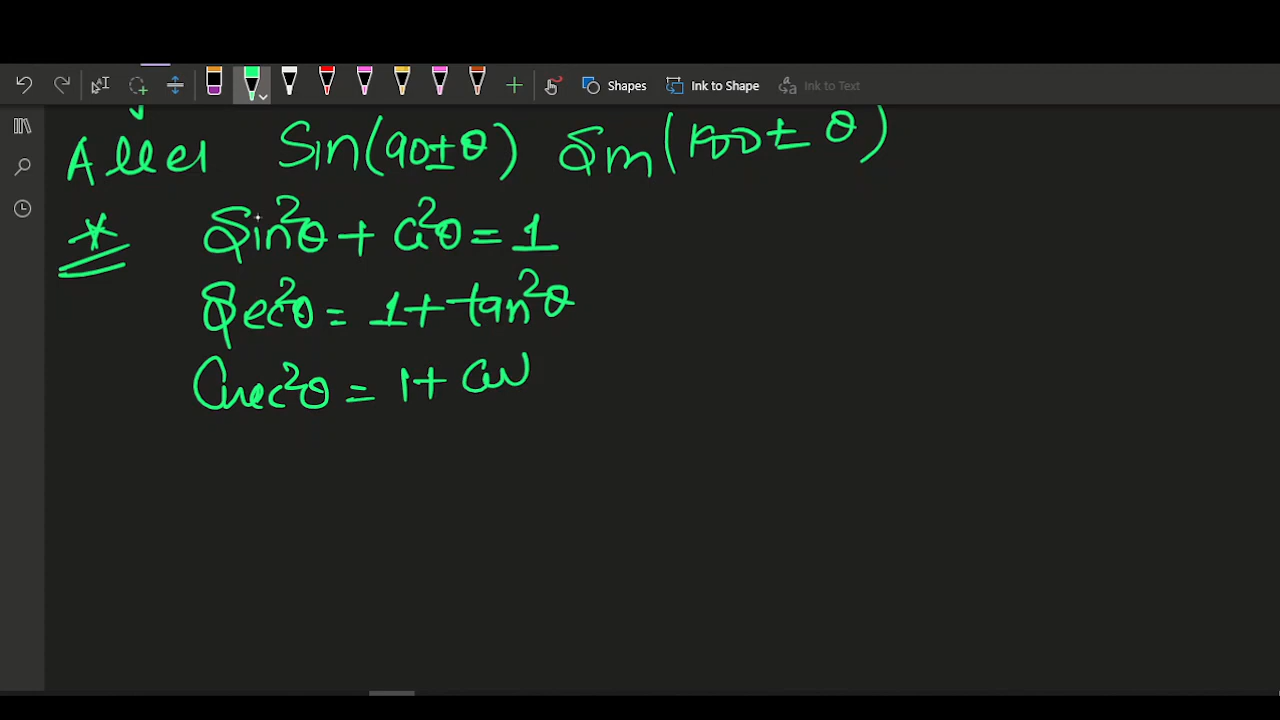 Shapes Ink to Shape Ink to Text
Allel Sin(90±θ) Sin(180±θ)
* Sin²θ + cos²θ = 1
Sec²θ = 1 + tan²θ
Cosec²θ = 1 + cot